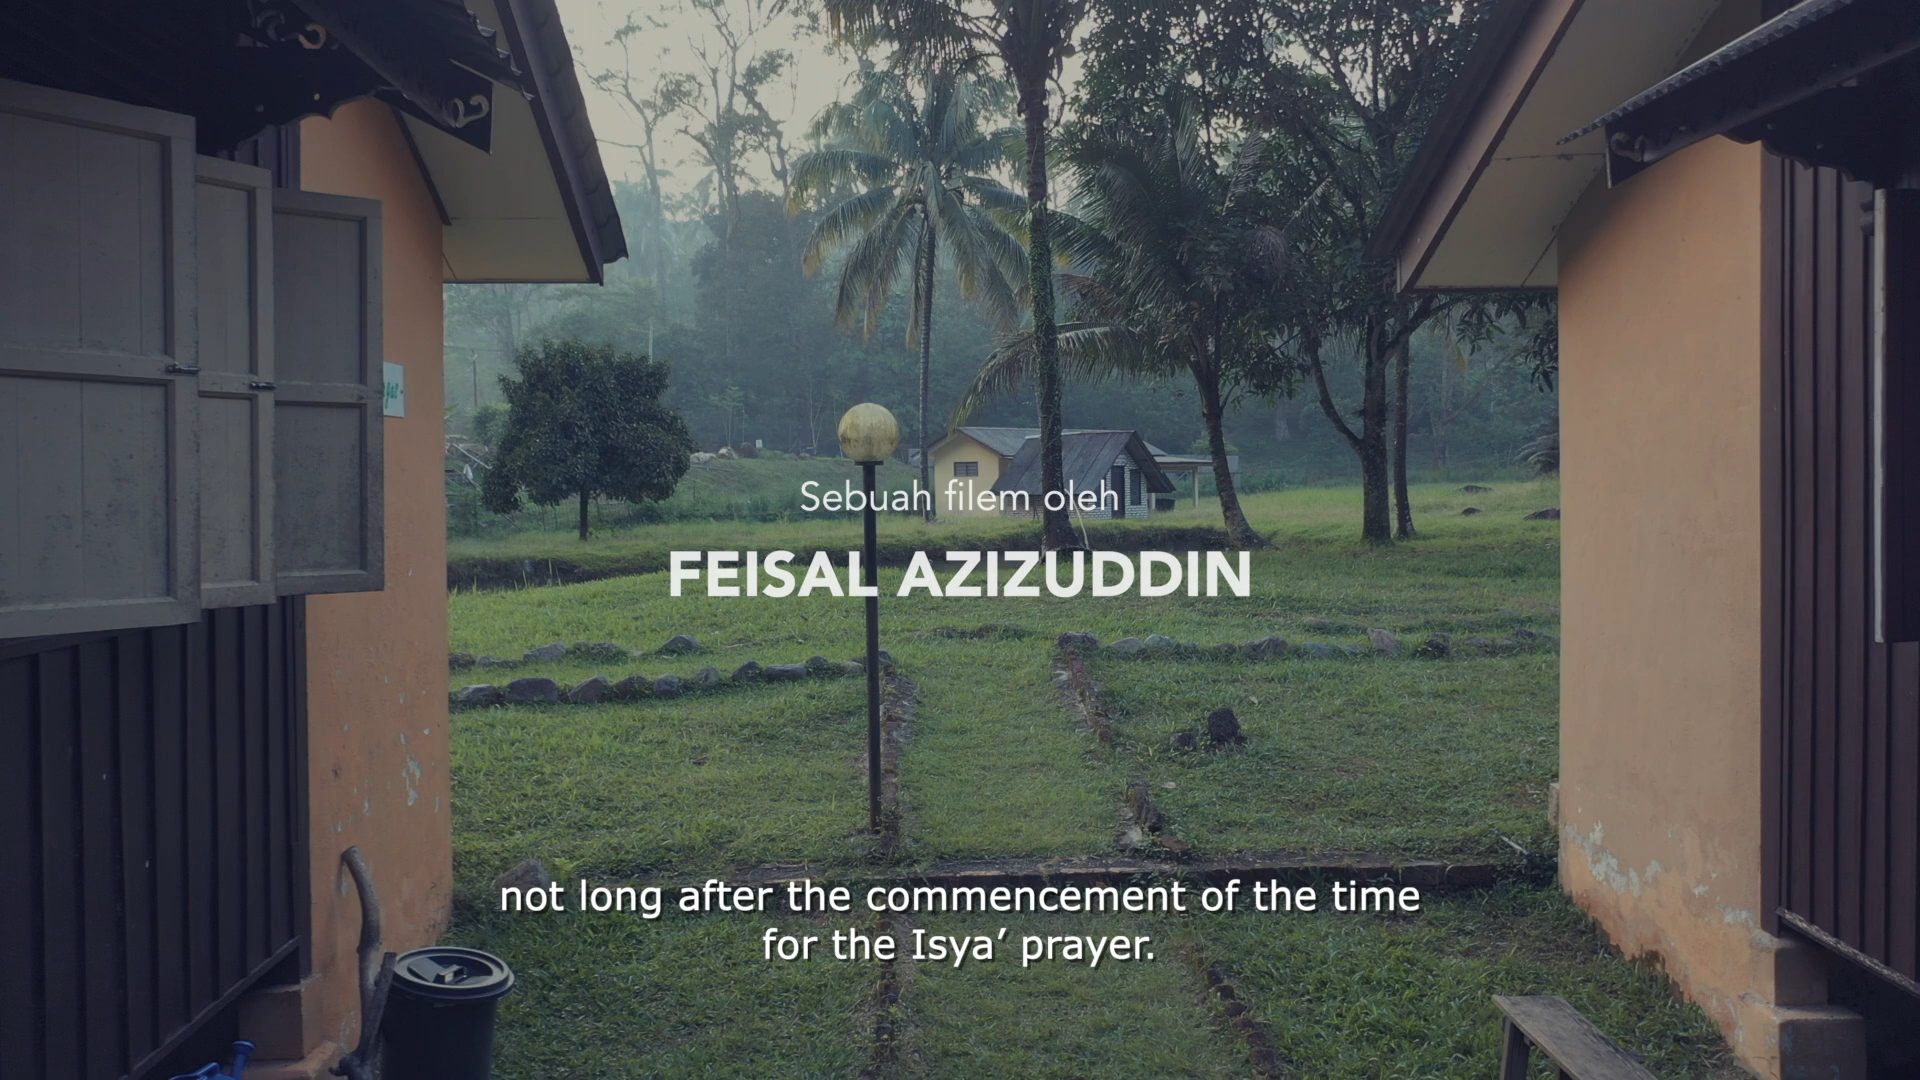 Sebuah filem oleh
FEISAL AZIZUDDIN
not long after the commencement of the time
for the Isya’ prayer.